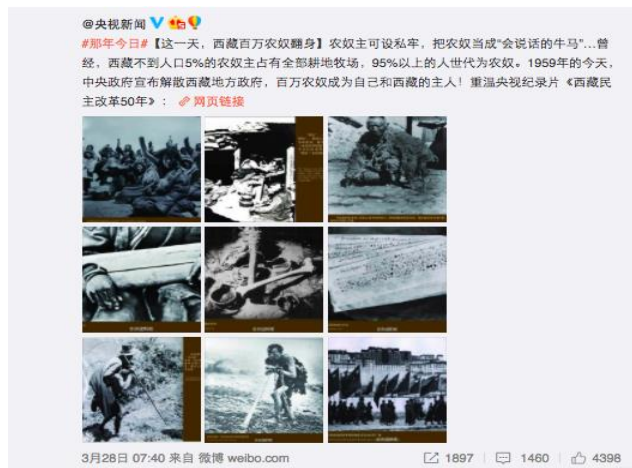 @央视新闻
#那年今日#【这一天，西藏百万农奴翻身】农奴主可设私牢，把农奴当成“会说话的牛马”...曾
经，西藏不到人口5%的农奴主占有全部耕地牧场，95%以上的人世代为农奴。1959年的今天，
中央政府宣布解散西藏地方政府，百万农奴成为自己和西藏的主人！重温央视纪录片《西藏民
主改革50年》： 网页链接
3月28日 07:40 来自 微博 weibo.com
1897
1460
4398